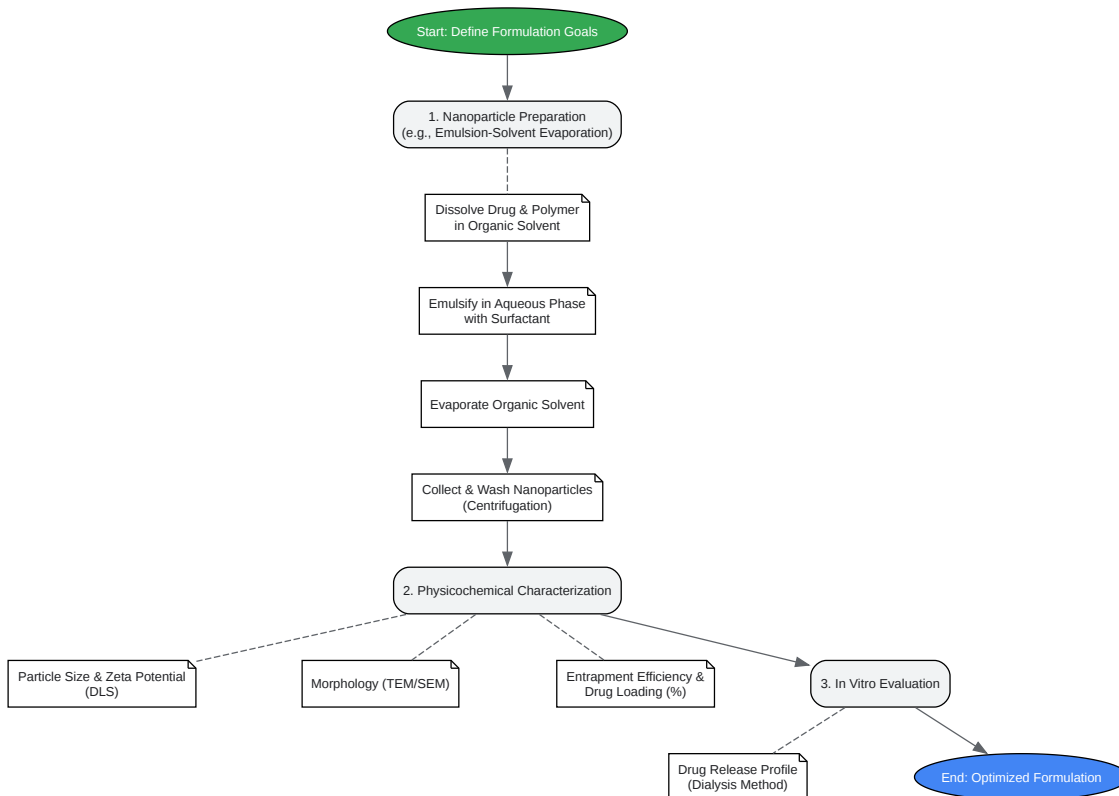 Start: Define Formulation Goals
1. Nanoparticle Preparation
(e.g., Emulsion-Solvent Evaporation)
Dissolve Drug & Polymer
in Organic Solvent
Emulsify in Aqueous Phase
with Surfactant
Evaporate Organic Solvent
Collect & Wash Nanoparticles
(Centrifugation)
2. Physicochemical Characterization
Particle Size & Zeta Potential
(DLS)
Morphology (TEM/SEM)
Entrapment Efficiency &
Drug Loading (%)
3. In Vitro Evaluation
Drug Release Profile
(Dialysis Method)
End: Optimized Formulation